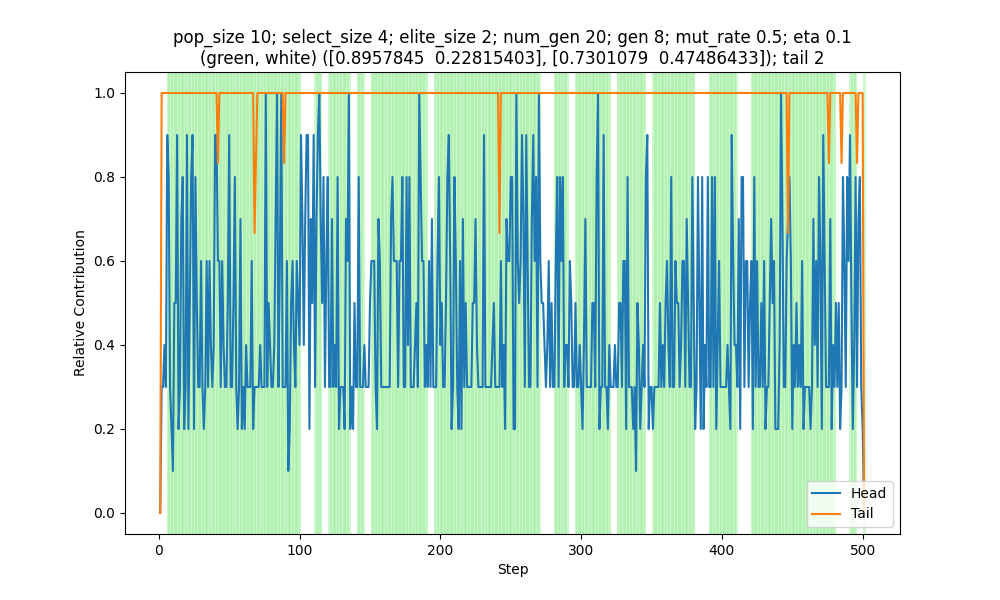 pop_size 10; select_size 4; elite_size 2; num_gen 20; gen 8; mut_rate 0.5; eta 0.1
(green, white) ([0.8957845  0.22815403], [0.7301079  0.47486433]); tail 2
1.0
0.8
0.6
0.4
0.2
0.0
Relative Contribution
Head
Tail
0
100
200
300
400
500
Step